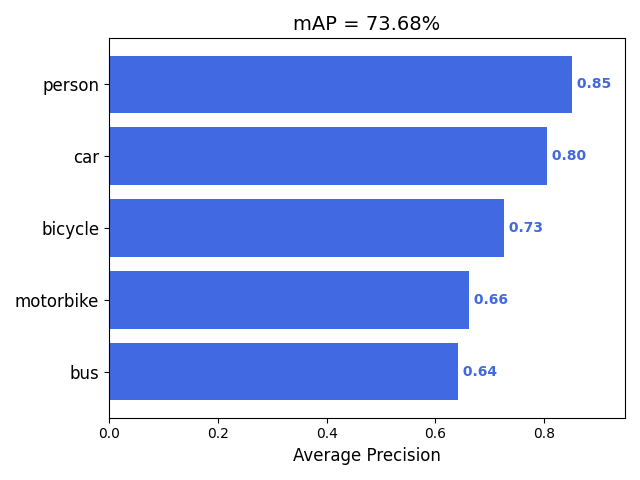 mAP = 73.68%
person 0.85
car 0.80
bicycle 0.73
motorbike 0.66
bus 0.64
0.0 0.2 0.4 0.6 0.8
Average Precision